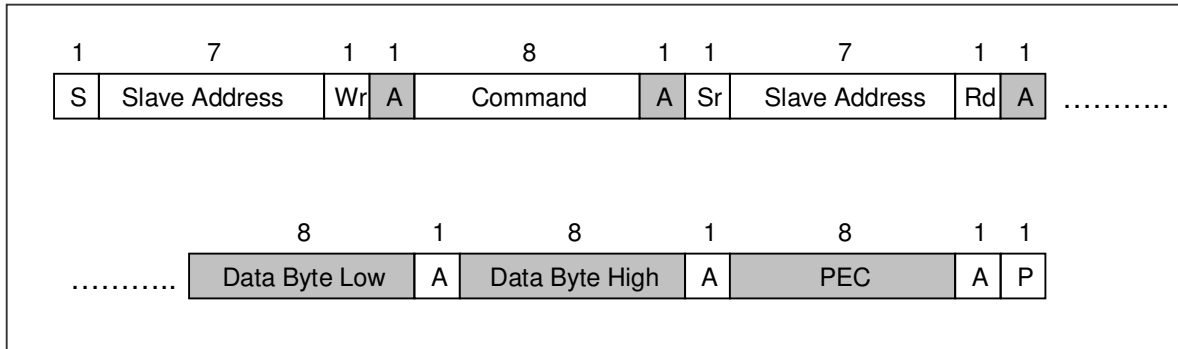 1 7 1 1 8 1 1 7 1 1
S Slave Address Wr A Command A Sr Slave Address Rd A ………..
8 1 8 1 8 1 1
……….. Data Byte Low A Data Byte High A PEC A P